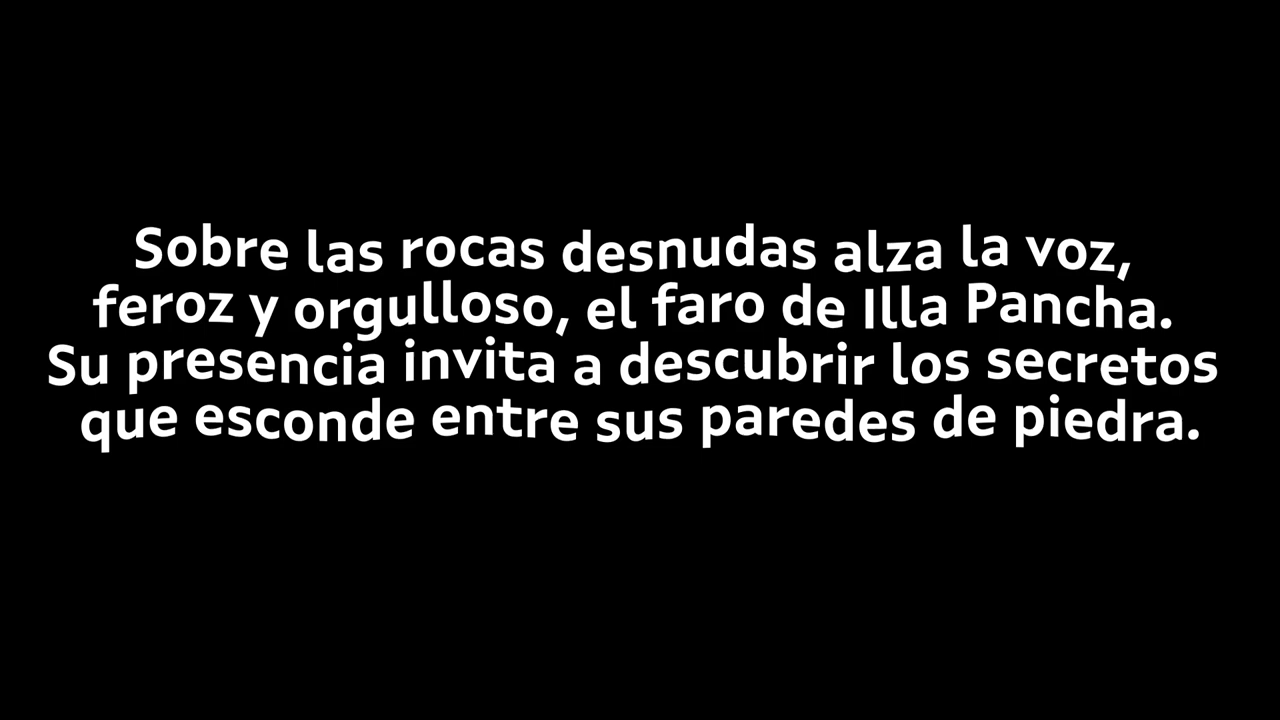 Sobre las rocas desnudas alza la voz,
feroz y orgulloso, el faro de Illa Pancha.
Su presencia invita a descubrir los secretos
que esconde entre sus paredes de piedra.